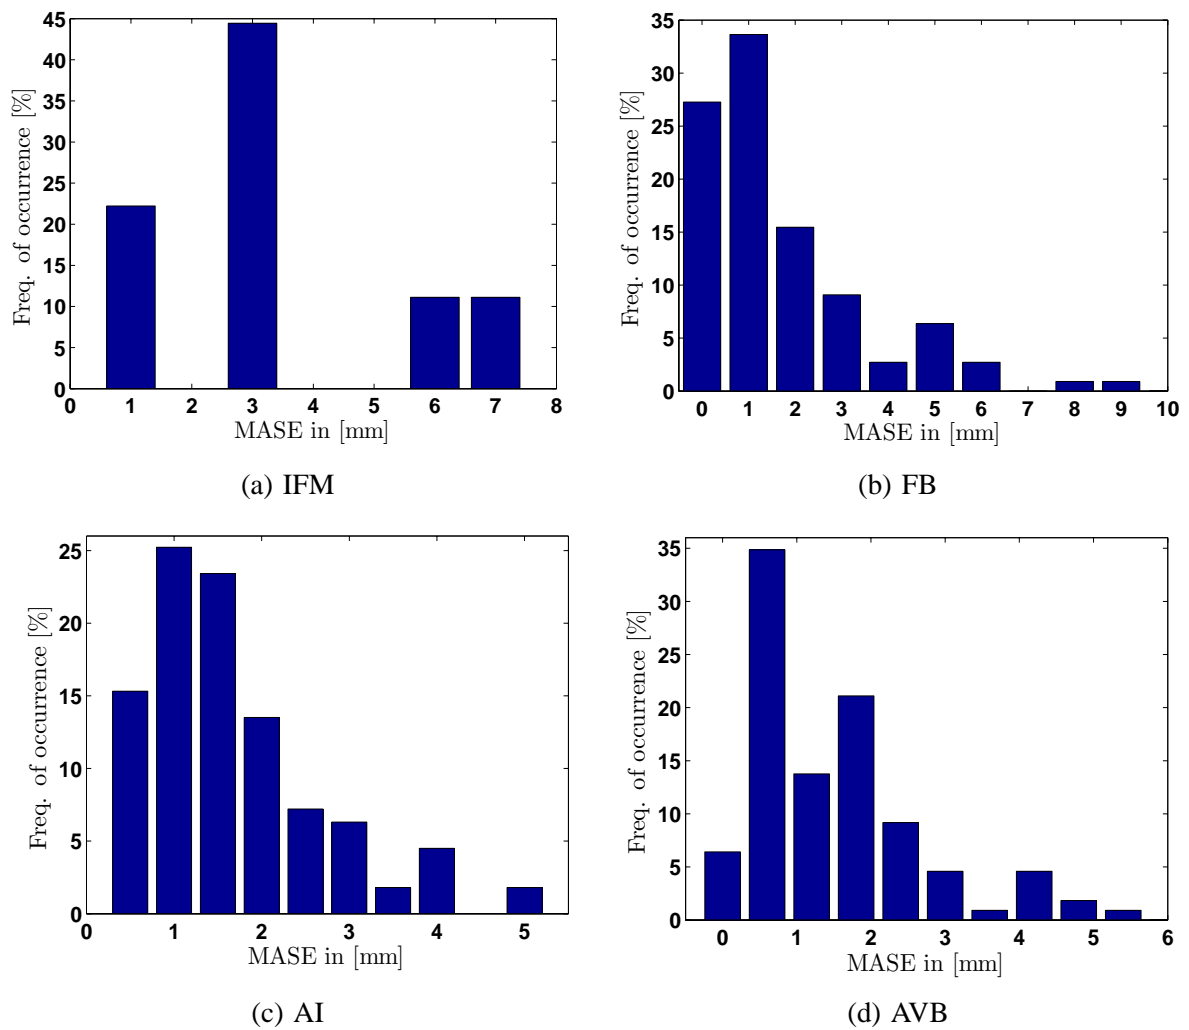 45
40
35
30
25
20
15
10
5
0
Freq. of occurrence [%]
0 1 2 3 4 5 6 7 8
MASE in [mm]
(a) IFM
35
30
25
20
15
10
5
0
Freq. of occurrence [%]
0 1 2 3 4 5 6 7 8 9 10
MASE in [mm]
(b) FB
25
20
15
10
5
0
Freq. of occurrence [%]
0 1 2 3 4 5
MASE in [mm]
(c) AI
35
30
25
20
15
10
5
0
Freq. of occurrence [%]
0 1 2 3 4 5 6
MASE in [mm]
(d) AVB